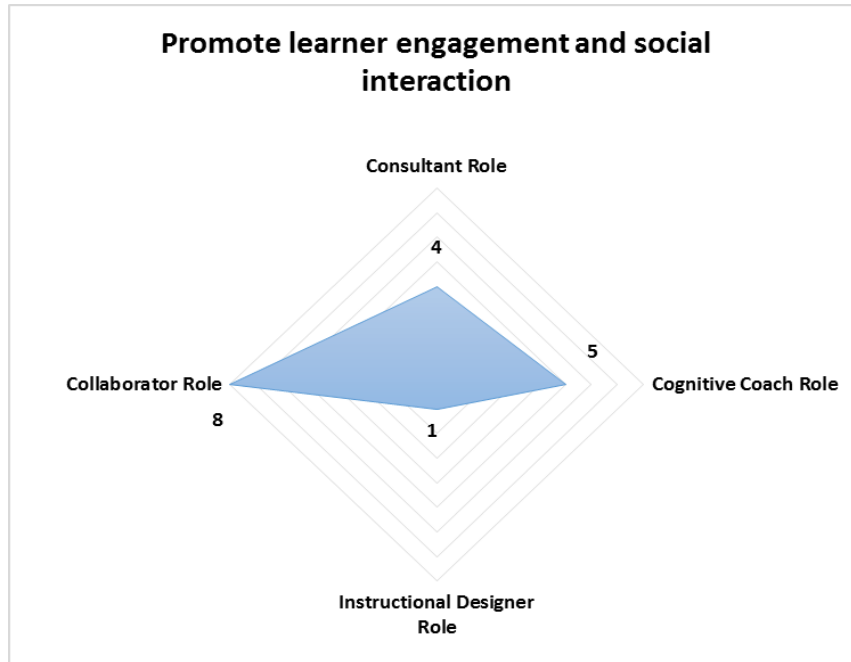 Promote learner engagement and social
interaction
Consultant Role
4
5
Collaborator Role
Cognitive Coach Role
8
1
Instructional Designer
Role